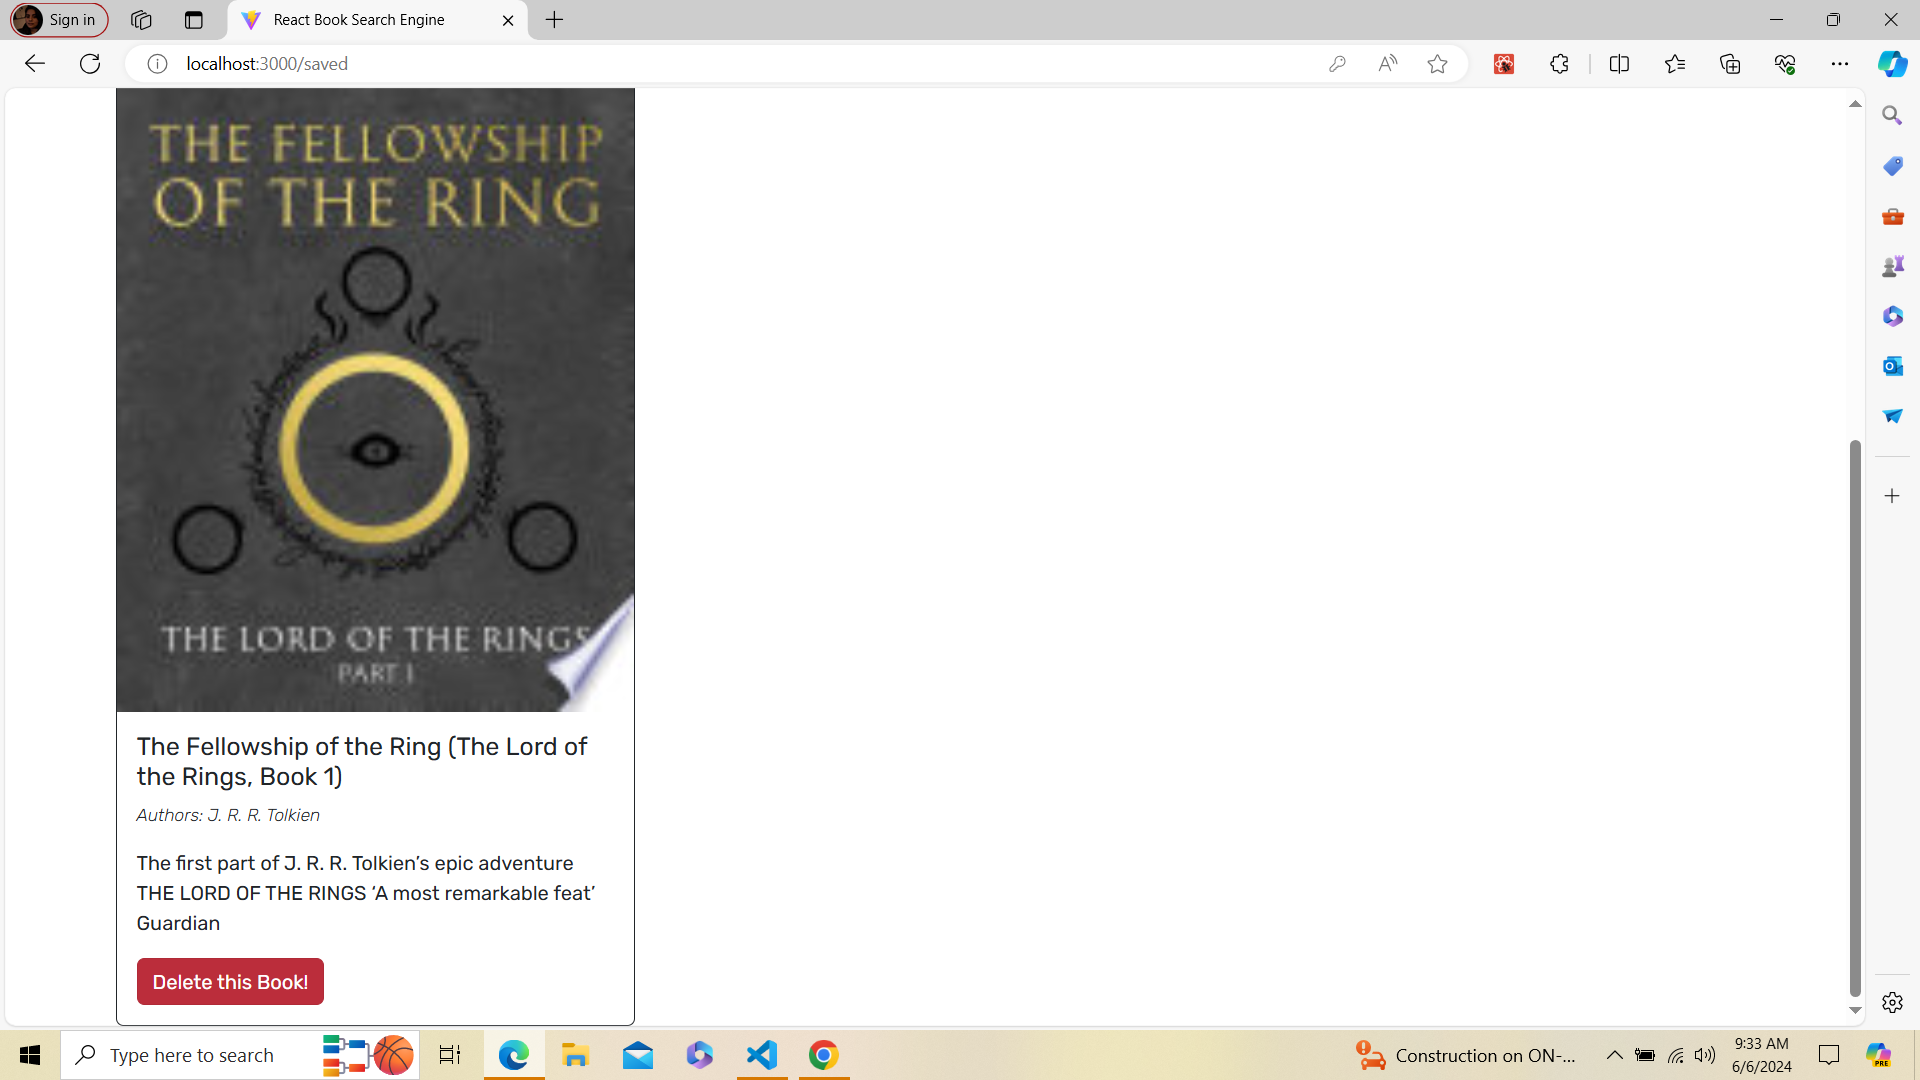 Sign in
React Book Search Engine
localhost:3000/saved
THE FELLOWSHIP
OF THE RING
THE LORD OF THE RINGS
PART I
The Fellowship of the Ring (The Lord of
the Rings, Book 1)
Authors: J. R. R. Tolkien
The first part of J. R. R. Tolkien’s epic adventure
THE LORD OF THE RINGS ‘A most remarkable feat’
Guardian
Delete this Book!
Type here to search
Construction on ON-...
9:33 AM
6/6/2024
PRE